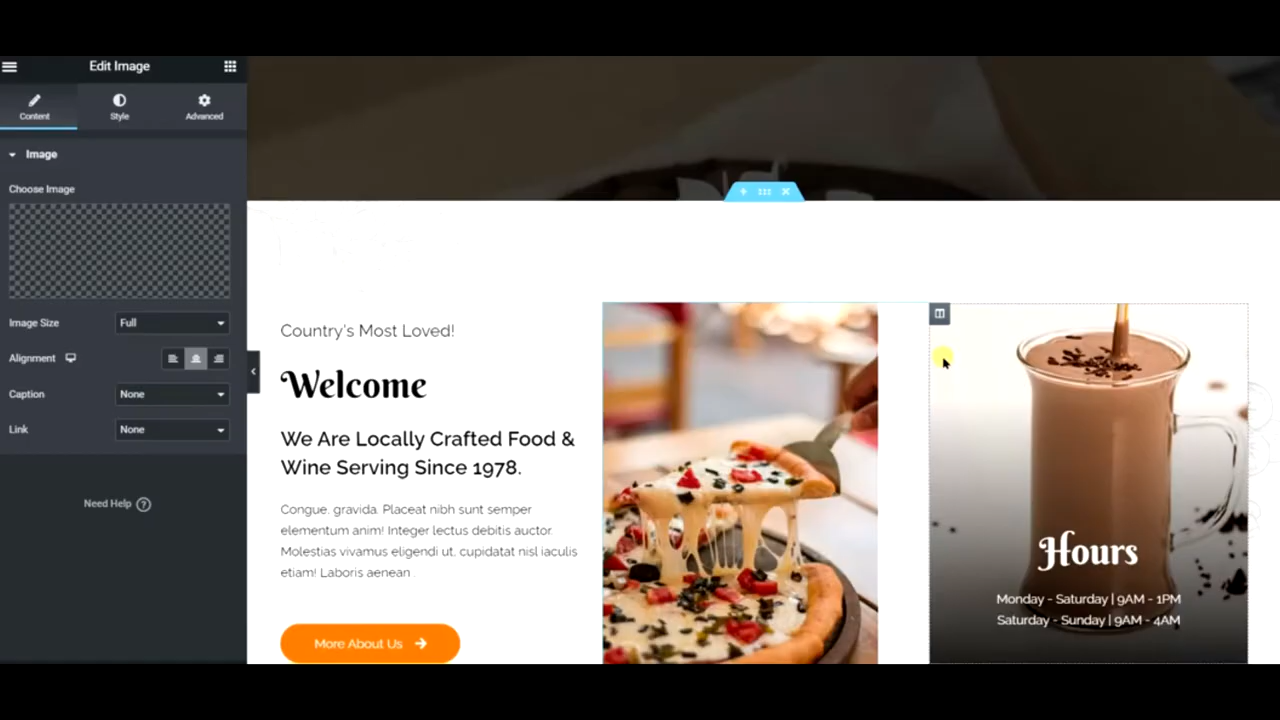 Edit Image
Content
Style
Advanced
Image
Choose Image
Image Size
Full
Alignment
Caption
None
Link
None
Need Help ?
Country's Most Loved!
Welcome
We Are Locally Crafted Food &
Wine Serving Since 1978.
Congue, gravida. Placeat nibh sunt semper
elementum anim! Integer lectus debitis auctor.
Molestias vivamus eligendi ut, cupidatat nisl iaculis
etiam! Laboris aenean .
More About Us
Hours
Monday - Saturday | 9AM - 1PM
Saturday - Sunday | 9AM - 4AM